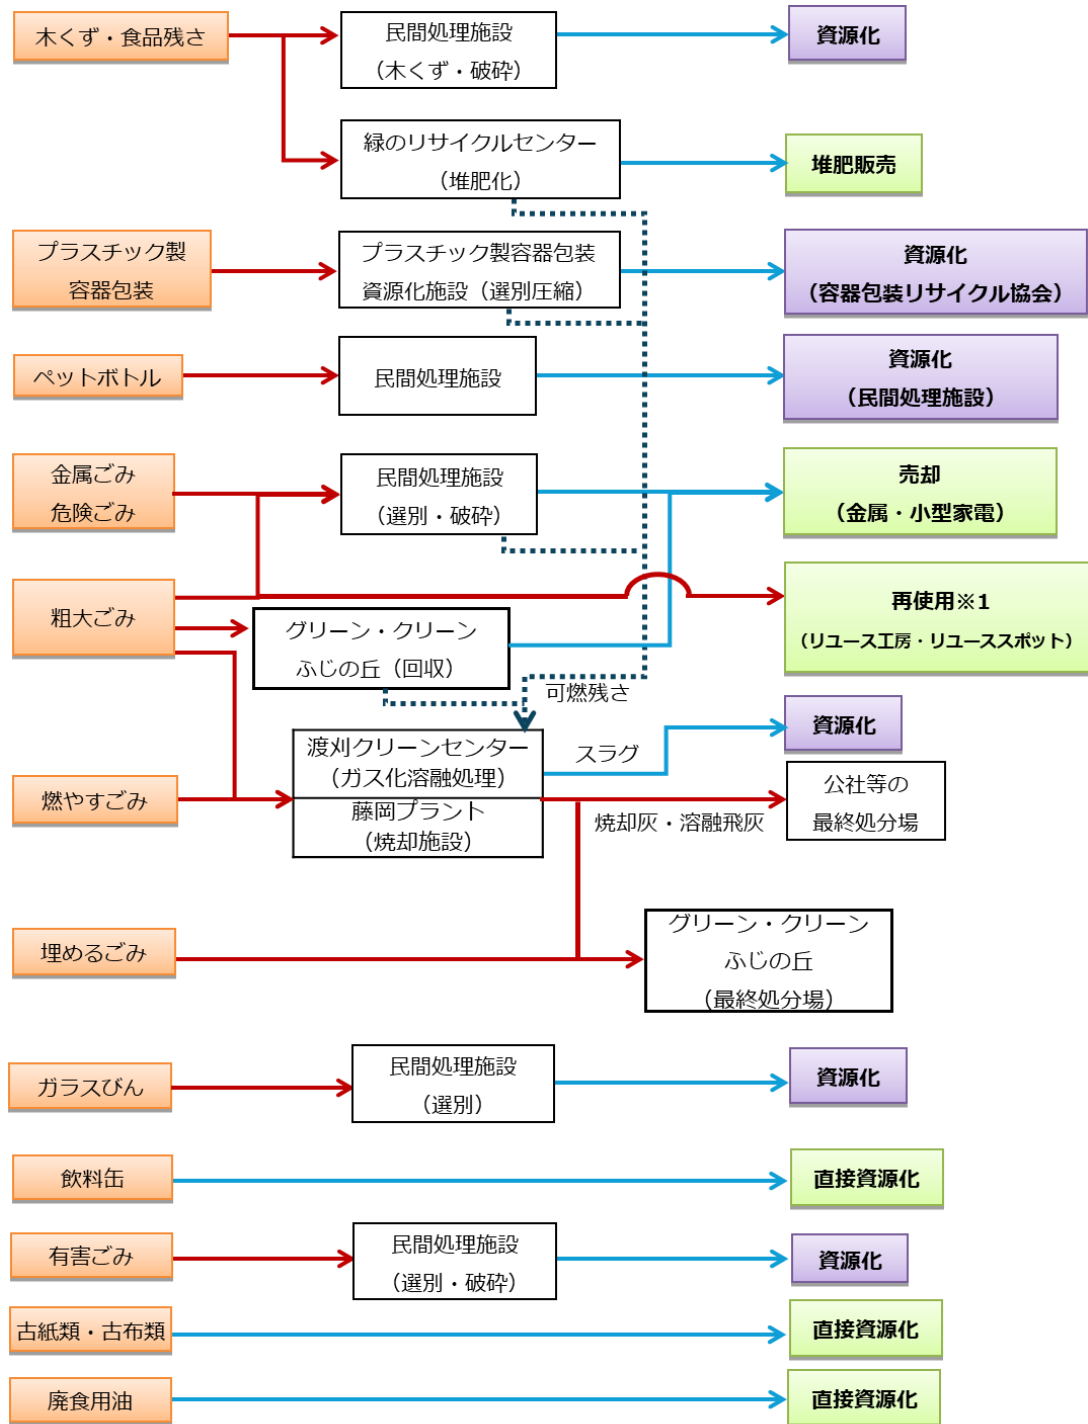 木くず・食品残さ
民間処理施設
（木くず・破砕）
資源化
緑のリサイクルセンター
（堆肥化）
堆肥販売
プラスチック製
容器包装
プラスチック製容器包装
資源化施設（選別圧縮）
資源化
（容器包装リサイクル協会）
ペットボトル
民間処理施設
資源化
（民間処理施設）
金属ごみ
危険ごみ
民間処理施設
（選別・破砕）
売却
（金属・小型家電）
粗大ごみ
グリーン・クリーン
ふじの丘（回収）
再使用※1
（リユース工房・リユーススポット）
可燃残さ
燃やすごみ
渡刈クリーンセンター
（ガス化溶融処理）
藤岡プラント
（焼却施設）
スラグ
資源化
焼却灰・溶融飛灰
公社等の
最終処分場
埋めるごみ
グリーン・クリーン
ふじの丘
（最終処分場）
ガラスびん
民間処理施設
（選別）
資源化
飲料缶
直接資源化
有害ごみ
民間処理施設
（選別・破砕）
資源化
古紙類・古布類
直接資源化
廃食用油
直接資源化